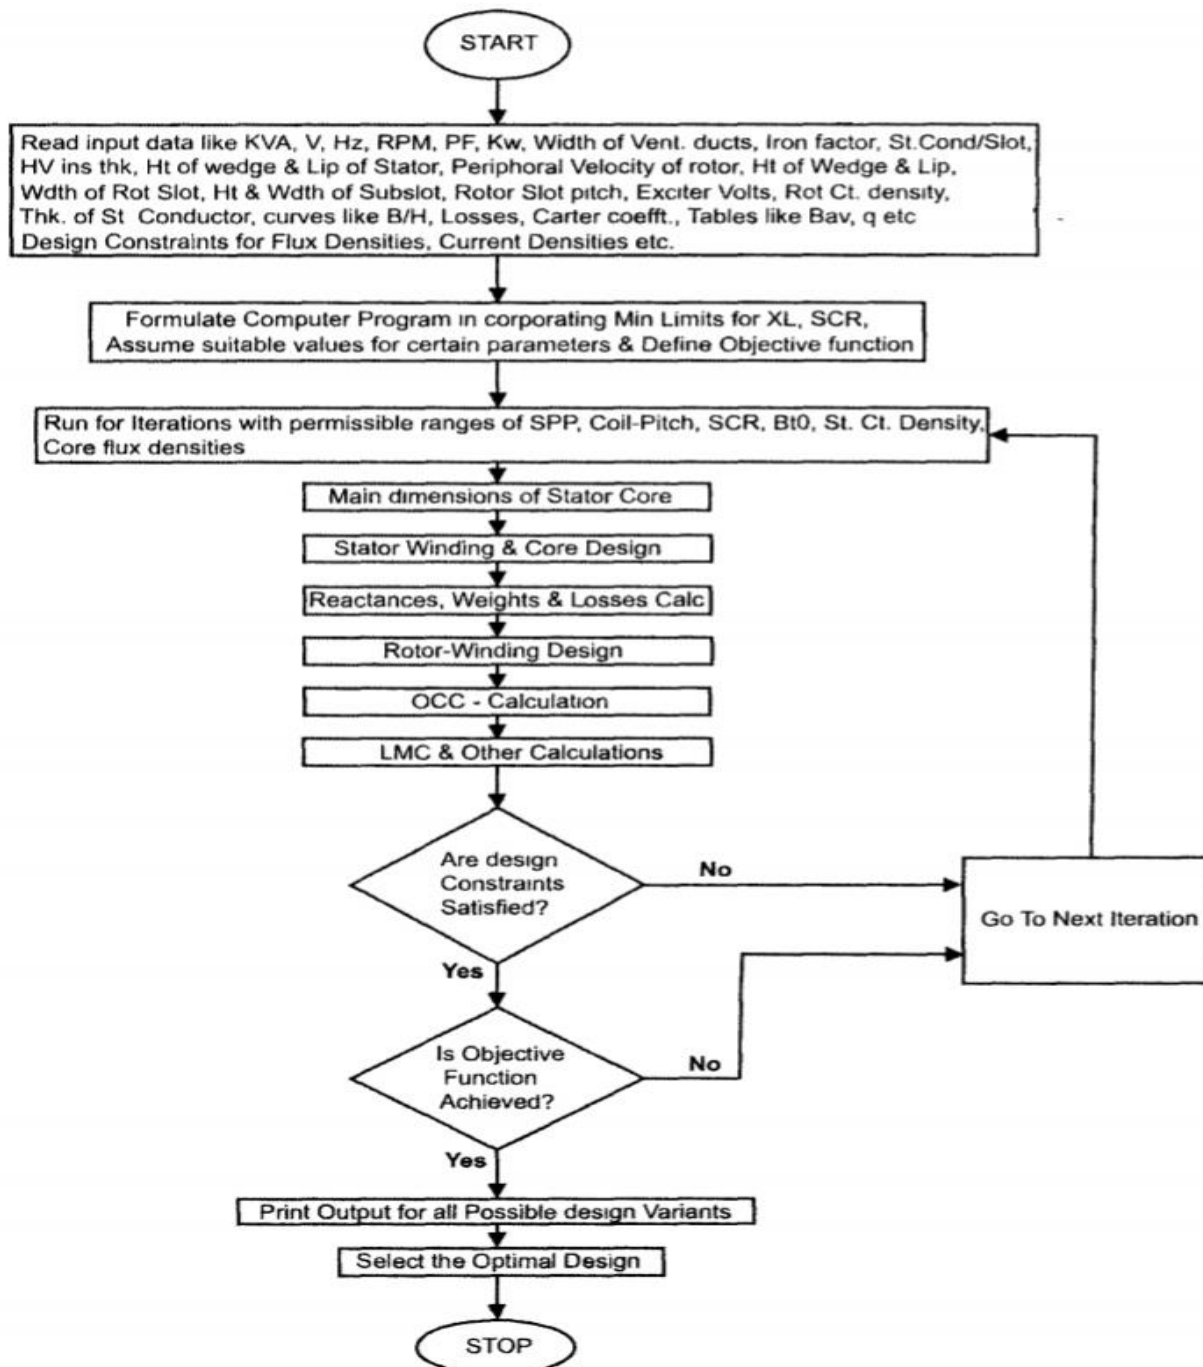 START
Read input data like KVA, V, Hz, RPM, PF, Kw, Width of Vent. ducts, Iron factor, St.Cond/Slot,
HV ins thk, Ht of wedge & Lip of Stator, Periphoral Velocity of rotor, Ht of Wedge & Lip,
Wdth of Rot Slot, Ht & Wdth of Subslot, Rotor Slot pitch, Exciter Volts, Rot Ct. density,
Thk. of St Conductor, curves like B/H, Losses, Carter coefft., Tables like Bav, q etc
Design Constraints for Flux Densities, Current Densities etc.
Formulate Computer Program in corporating Min Limits for XL, SCR,
Assume suitable values for certain parameters & Define Objective function
Run for Iterations with permissible ranges of SPP, Coil-Pitch, SCR, Bt0, St. Ct. Density,
Core flux densities
Main dimensions of Stator Core
Stator Winding & Core Design
Reactances, Weights & Losses Calc
Rotor-Winding Design
OCC - Calculation
LMC & Other Calculations
Are design
Constraints
Satisfied?
No
Go To Next Iteration
Yes
Is Objective
Function
Achieved?
No
Yes
Print Output for all Possible design Variants
Select the Optimal Design
STOP